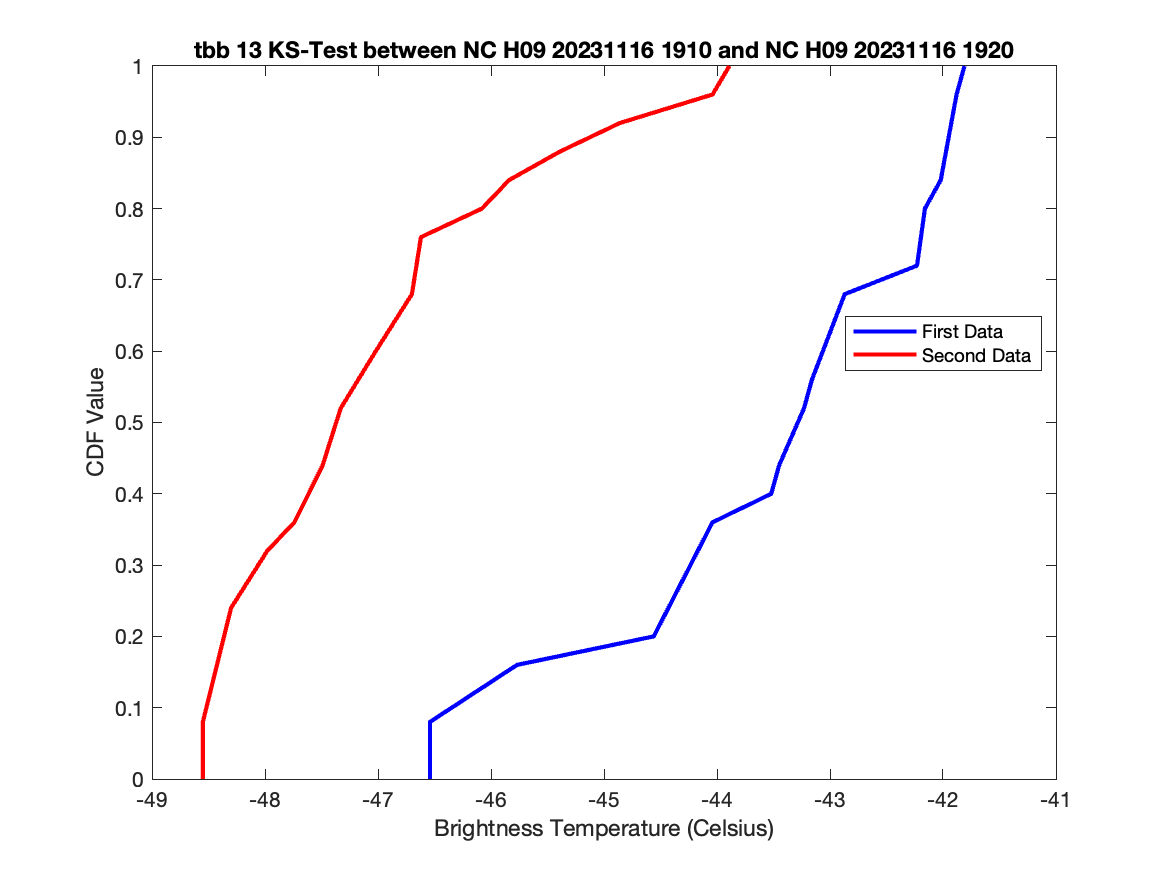 tbb 13 KS-Test between NC H09 20231116 1910 and NC H09 20231116 1920
1
0.9
0.8
0.7
0.6
0.5
0.4
0.3
0.2
0.1
0
CDF Value
First Data
Second Data
-49 -48 -47 -46 -45 -44 -43 -42 -41
Brightness Temperature (Celsius)